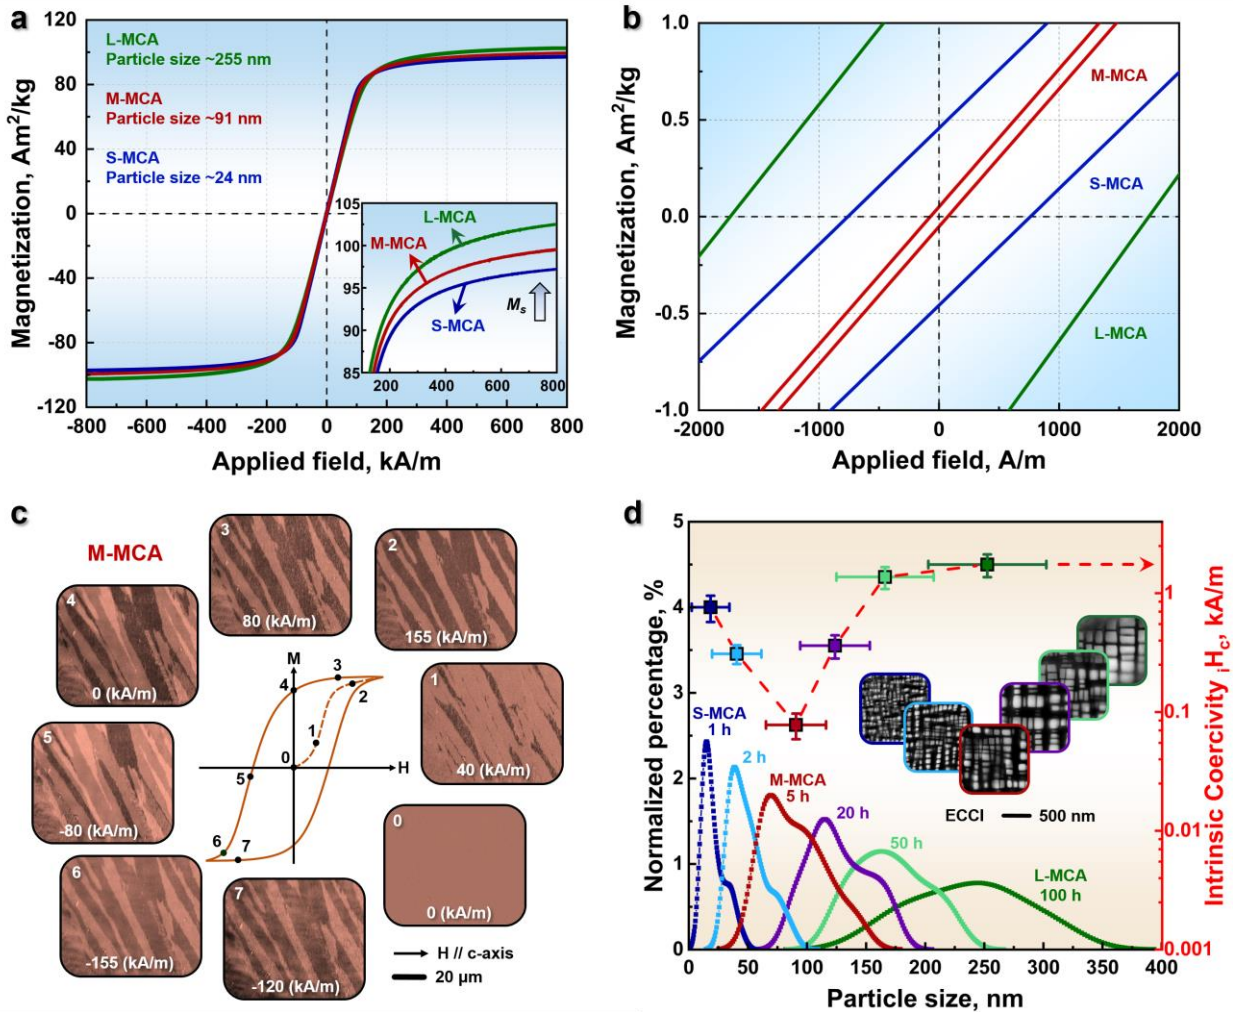 a
120
80
40
0
-40
-80
-120
Magnetization, Am²/kg
L-MCA
Particle size ~255 nm
M-MCA
Particle size ~91 nm
S-MCA
Particle size ~24 nm
105
100
95
90
85
L-MCA
M-MCA
S-MCA
Mₛ
200 400 600 800
-800 -600 -400 -200 0 200 400 600 800
Applied field, kA/m
b
1.0
0.5
0.0
-0.5
-1.0
Magnetization, Am²/kg
M-MCA
S-MCA
L-MCA
-2000 -1000 0 1000 2000
Applied field, A/m
c
M-MCA
3
80 (kA/m)
2
155 (kA/m)
4
0 (kA/m)
1
40 (kA/m)
5
-80 (kA/m)
0
0 (kA/m)
6
-155 (kA/m)
7
-120 (kA/m)
M
H
4
3
2
1
0
5
6
7
H // c-axis
20 µm
d
5
4
3
2
1
0
Normalized percentage, %
S-MCA
1 h
2 h
M-MCA
5 h
20 h
50 h
L-MCA
100 h
ECCI
500 nm
1
0.1
0.01
0.001
Intrinsic Coercivity ᵢH꜀, kA/m
0 50 100 150 200 250 300 350 400
Particle size, nm